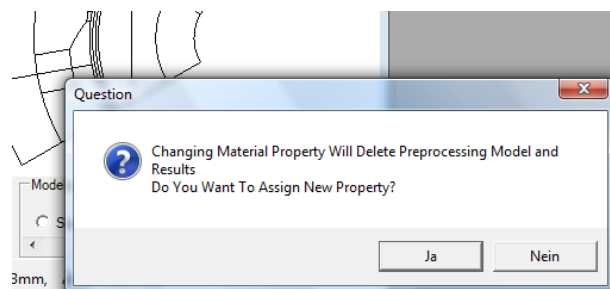 Question
Changing Material Property Will Delete Preprocessing Model and
Results
Do You Want To Assign New Property?
Mode
S
Ja
Nein
3mm,